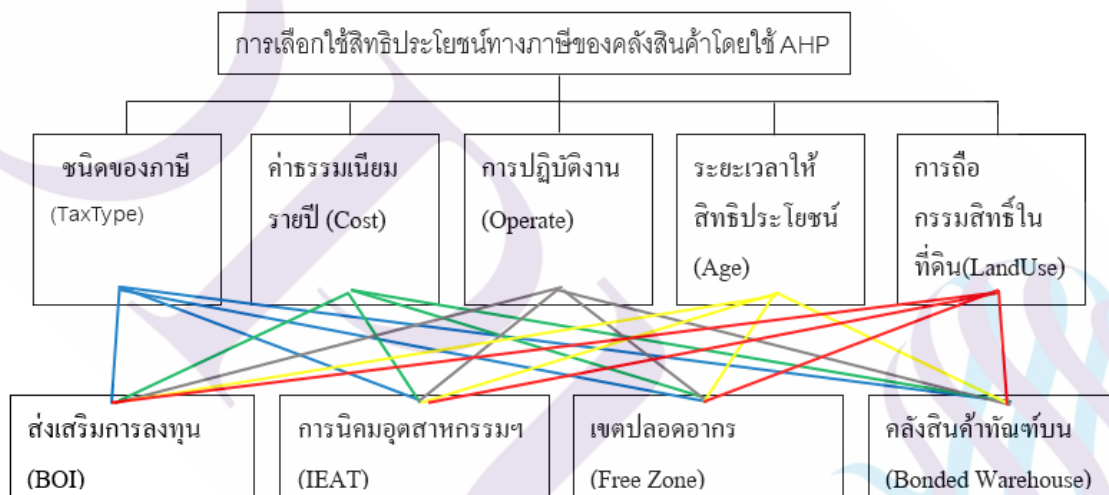 การเลือกใช้สิทธิประโยชน์ทางภาษีของคลังสินค้าโดยใช้ AHP
ชนิดของภาษี
(TaxType)
ค่าธรรมเนียม
รายปี (Cost)
การปฏิบัติงาน
(Operate)
ระยะเวลาให้
สิทธิประโยชน์
(Age)
การถือ
กรรมสิทธิ์ใน
ที่ดิน(LandUse)
ส่งเสริมการลงทุน
(BOI)
การนิคมอุตสาหกรรมฯ
(IEAT)
เขตปลอดอากร
(Free Zone)
คลังสินค้าทัณฑ์บน
(Bonded Warehouse)